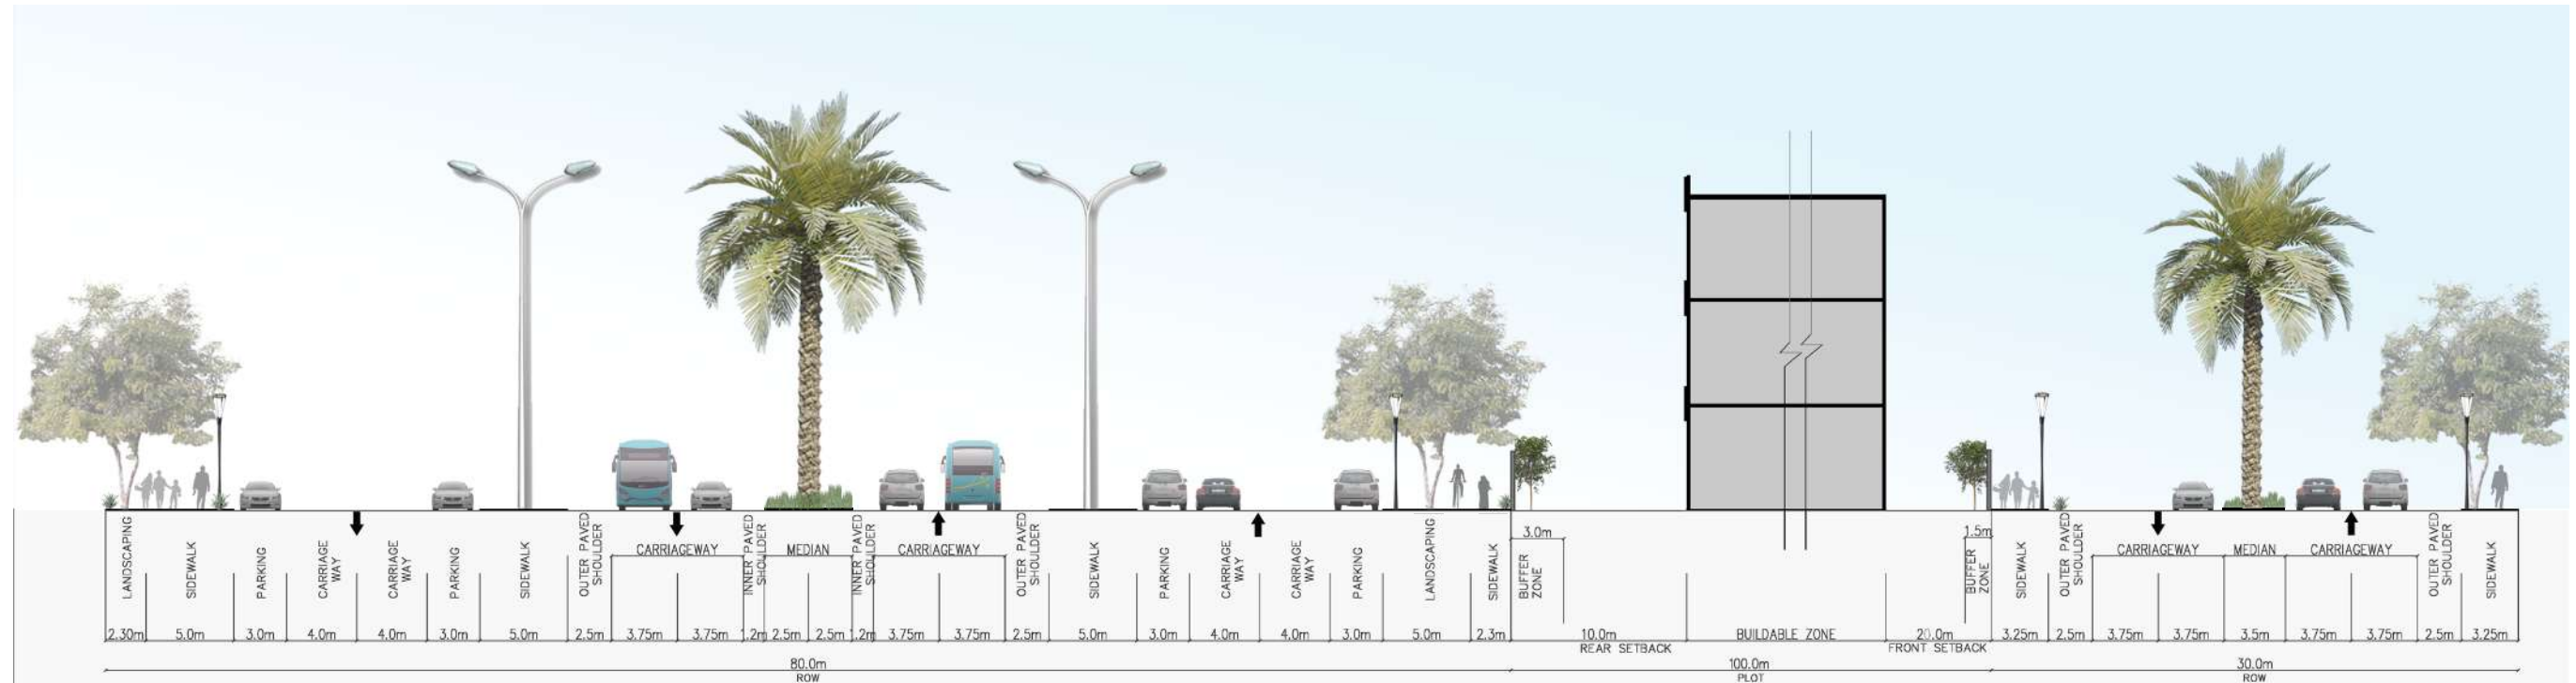 LANDSCAPING
SIDEWALK
PARKING
CARRIAGE
WAY
CARRIAGE
WAY
PARKING
SIDEWALK
OUTER PAVED
SHOULDER
CARRIAGEWAY
INNER PAVED
SHOULDER
MEDIAN
INNER PAVED
SHOULDER
CARRIAGEWAY
OUTER PAVED
SHOULDER
SIDEWALK
PARKING
CARRIAGE
WAY
CARRIAGE
WAY
PARKING
LANDSCAPING
SIDEWALK
3.0m
BUFFER
ZONE
1.5m
BUFFER
ZONE
SIDEWALK
OUTER PAVED
SHOULDER
CARRIAGEWAY
MEDIAN
CARRIAGEWAY
OUTER PAVED
SHOULDER
SIDEWALK
2.30m 5.0m 3.0m 4.0m 4.0m 3.0m 5.0m 2.5m 3.75m 3.75m 1.2m 2.5m 2.5m 1.2m 3.75m 3.75m 2.5m 5.0m 3.0m 4.0m 4.0m 3.0m 5.0m 2.3m 10.0m BUILDABLE ZONE 20.0m 3.25m 2.5m 3.75m 3.75m 3.5m 3.75m 3.75m 2.5m 3.25m
REAR SETBACK FRONT SETBACK
80.0m 100.0m 30.0m
ROW PLOT ROW